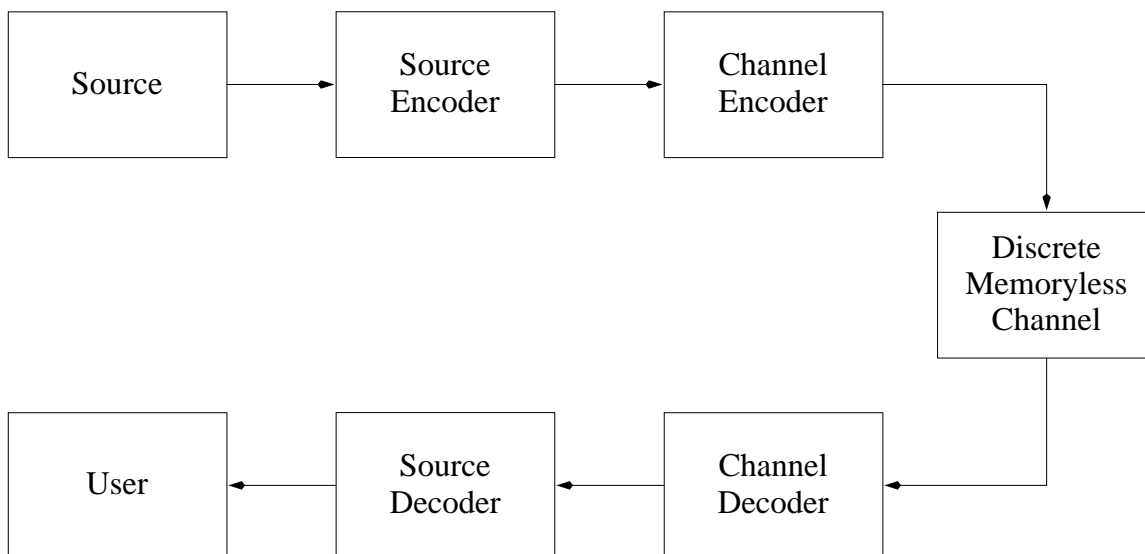 Source
Source
Encoder
Channel
Encoder
Discrete
Memoryless
Channel
User
Source
Decoder
Channel
Decoder